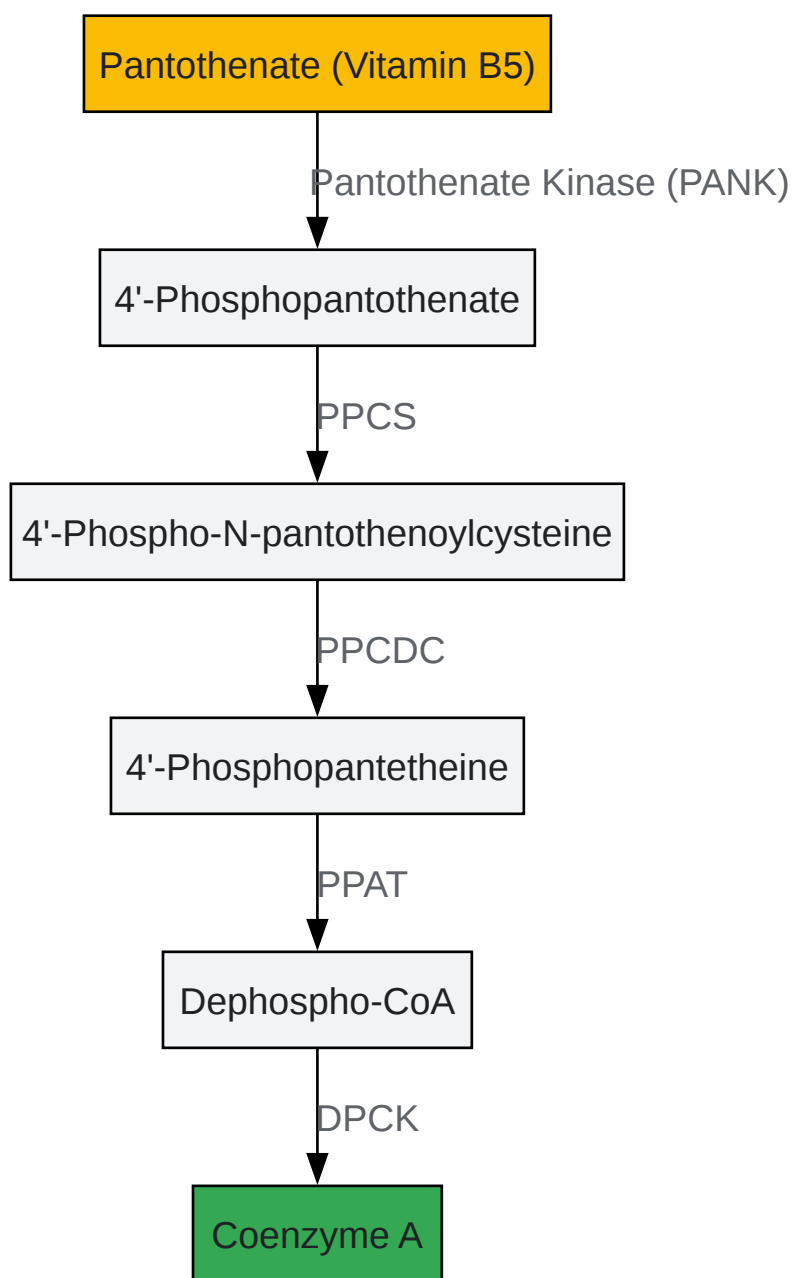 Pantothenate (Vitamin B5)
Pantothenate Kinase (PANK)
4'-Phosphopantothenate
PPCS
4'-Phospho-N-pantothenoylcysteine
PPCDC
4'-Phosphopantetheine
PPAT
Dephospho-CoA
DPCK
Coenzyme A